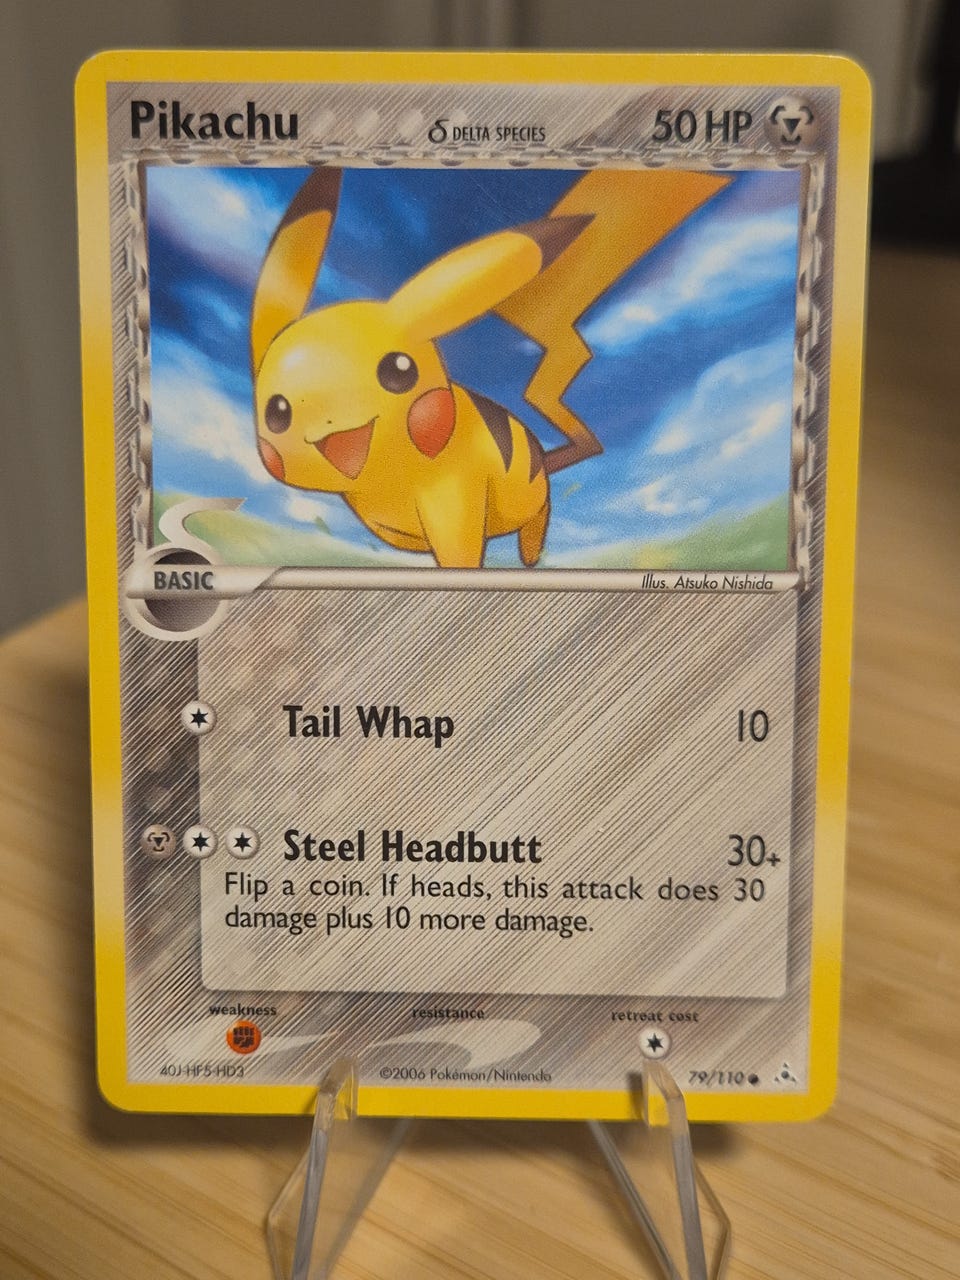 Pikachu δ DELTA SPECIES 50 HP
BASIC Illus. Atsuko Nishida
Tail Whap 10
Steel Headbutt 30+
Flip a coin. If heads, this attack does 30
damage plus 10 more damage.
weakness resistance retreat cost
40J-HF5-HD3 ©2006 Pokémon/Nintendo 79/110